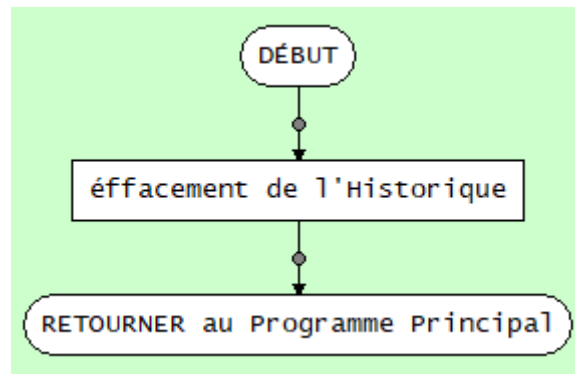 DÉBUT
éffacement de l'Historique
RETOURNER au Programme Principal